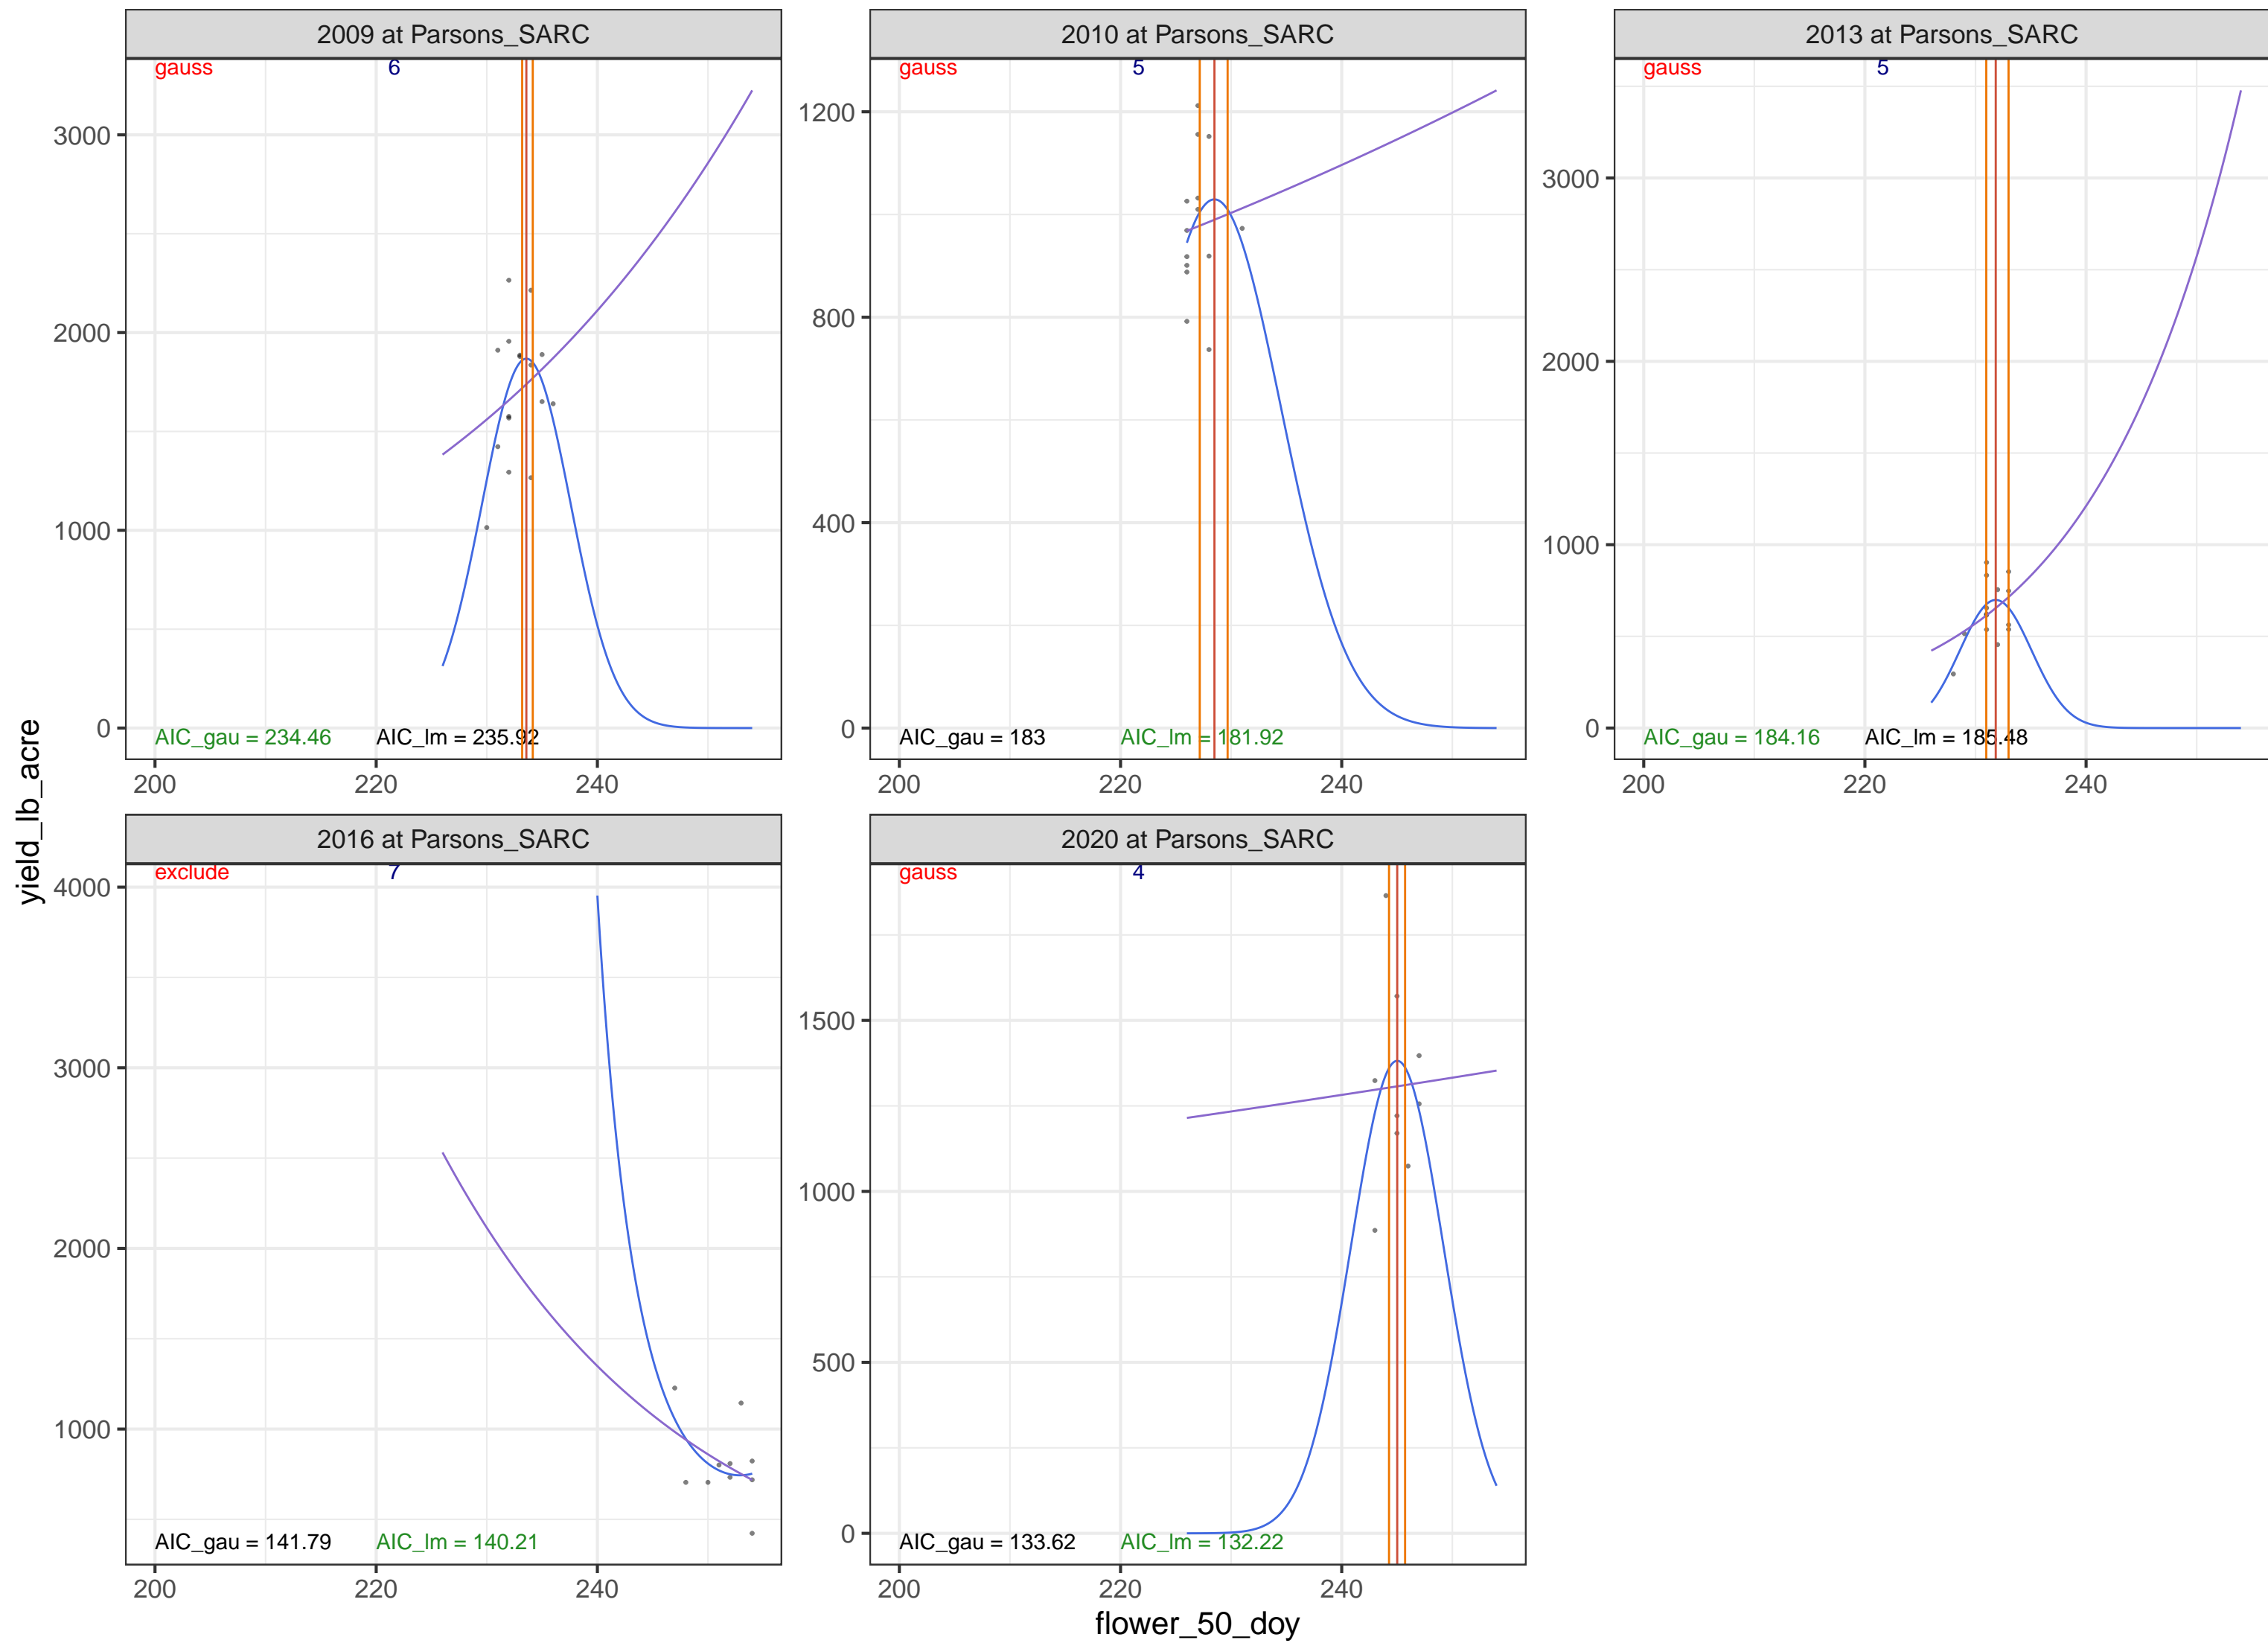 2009 at Parsons_SARC
gauss 6
3000
2000
1000
0
AIC_gau = 234.46 AIC_lm = 235.92
200 220 240
2010 at Parsons_SARC
gauss 5
1200
800
400
0
AIC_gau = 183 AIC_lm = 181.92
200 220 240
2013 at Parsons_SARC
gauss 5
3000
2000
1000
0
AIC_gau = 184.16 AIC_lm = 185.48
200 220 240
yield_lb_acre
2016 at Parsons_SARC
exclude 7
4000
3000
2000
1000
AIC_gau = 141.79 AIC_lm = 140.21
200 220 240
2020 at Parsons_SARC
gauss 4
1500
1000
500
0
AIC_gau = 133.62 AIC_lm = 132.22
200 220 240
flower_50_doy